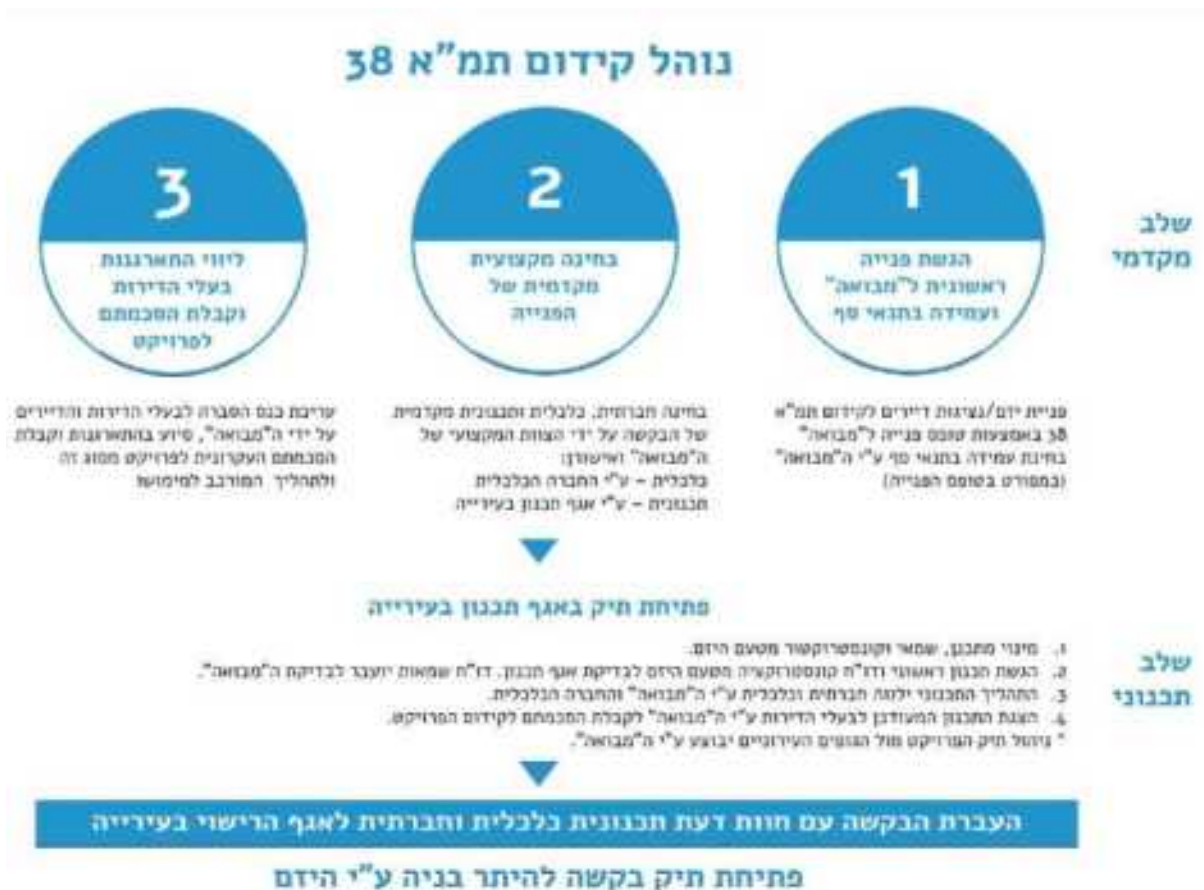 נוהל קידום תמ"א 38
שלב
מקדמי
1
הגשת פנייה
ראשונית ל"מבואה"
ועמידה בתנאי סף
2
בחינה מקצועית
מקדמית של
הפנייה
3
ליווי התארגנות
בעלי הדירות
וקבלת הסכמתם
לפרויקט
פניית יזם/נציגות דיירים לקידום תמ"א
38 באמצעות טופס פנייה ל"מבואה"
בחינת עמידה בתנאי סף ע"י ה"מבואה"
(כמפורט בטופס הפנייה)
בחינה חברתית, כלכלית ותכנונית מקדמית
של הבקשה על ידי הצוות המקצועי של
ה"מבואה" ואישורן:
כלכלית – ע"י החברה הכלכלית
תכנונית – ע"י אגף תכנון בעירייה
עריכת כנס הסברה לבעלי הדירות והדיירים
על ידי ה"מבואה", סיוע בהתארגנות וקבלת
הסכמתם העקרונית לפרויקט מסוג זה
ולתהליך המורכב למימושו
פתיחת תיק באגף תכנון בעירייה
שלב
תכנוני
1. מינוי מתכנן, שמאי וקונסטרוקטור מטעם היזם.
2. הגשת תכנון ראשוני ודו"ח קונסטרוקציה מטעם היזם לבדיקת אגף תכנון. דו"ח שמאות יועבר לבדיקת ה"מבואה".
3. התהליך התכנוני ילווה חברתית וכלכלית ע"י ה"מבואה" והחברה הכלכלית.
4. הצגת התכנון המעודכן לבעלי הדירות ע"י ה"מבואה" לקבלת הסכמתם לקידום הפרויקט.
* ניהול תיק הפרויקט מול הגופים העירוניים יבוצע ע"י ה"מבואה".
העברת הבקשה עם חוות דעת תכנונית כלכלית וחברתית לאגף הרישוי בעירייה
פתיחת תיק בקשה להיתר בניה ע"י היזם